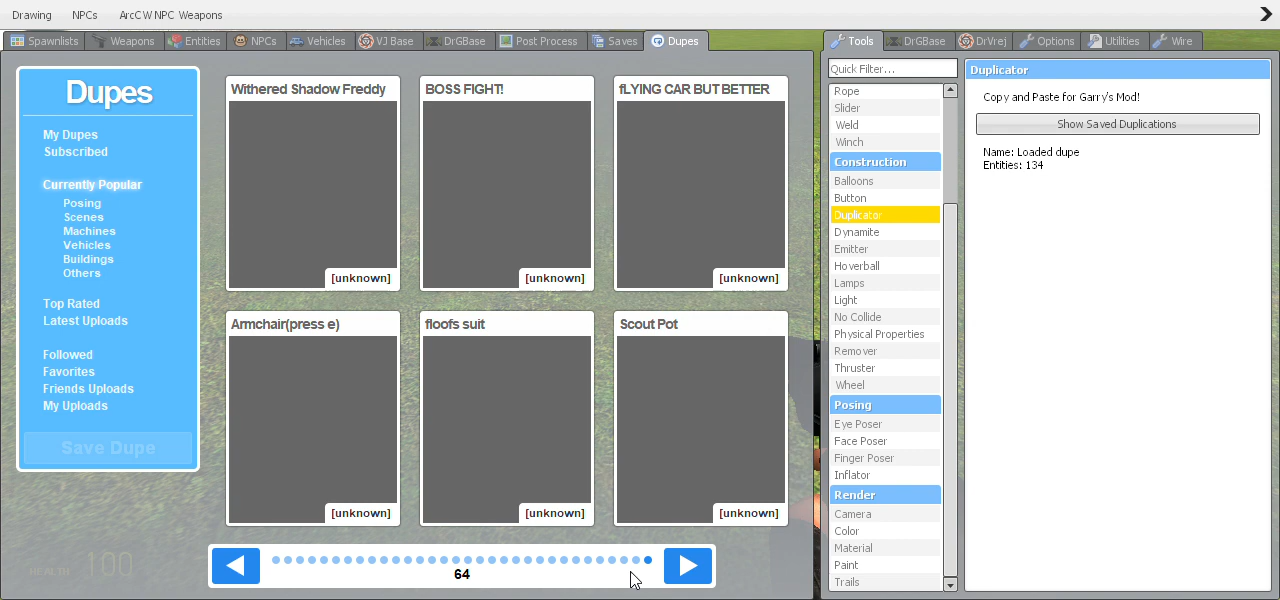 Drawing NPCs ArcCW NPC Weapons
Spawnlists Weapons Entities NPCs Vehicles VJ Base DrGBase Post Process Saves Dupes
Dupes
My Dupes
Subscribed
Currently Popular
Posing
Scenes
Machines
Vehicles
Buildings
Others
Top Rated
Latest Uploads
Followed
Favorites
Friends Uploads
My Uploads
Save Dupe
Withered Shadow Freddy
[unknown]
BOSS FIGHT!
[unknown]
fLYING CAR BUT BETTER
[unknown]
Armchair(press e)
[unknown]
floofs suit
[unknown]
Scout Pot
[unknown]
64
HEALTH 100
Tools DrGBase DrVrej Options Utilities Wire
Quick Filter...
Rope
Slider
Weld
Winch
Construction
Balloons
Button
Duplicator
Dynamite
Emitter
Hoverball
Lamps
Light
No Collide
Physical Properties
Remover
Thruster
Wheel
Posing
Eye Poser
Face Poser
Finger Poser
Inflator
Render
Camera
Color
Material
Paint
Trails
Duplicator
Copy and Paste for Garry's Mod!
Show Saved Duplications
Name: Loaded dupe
Entities: 134